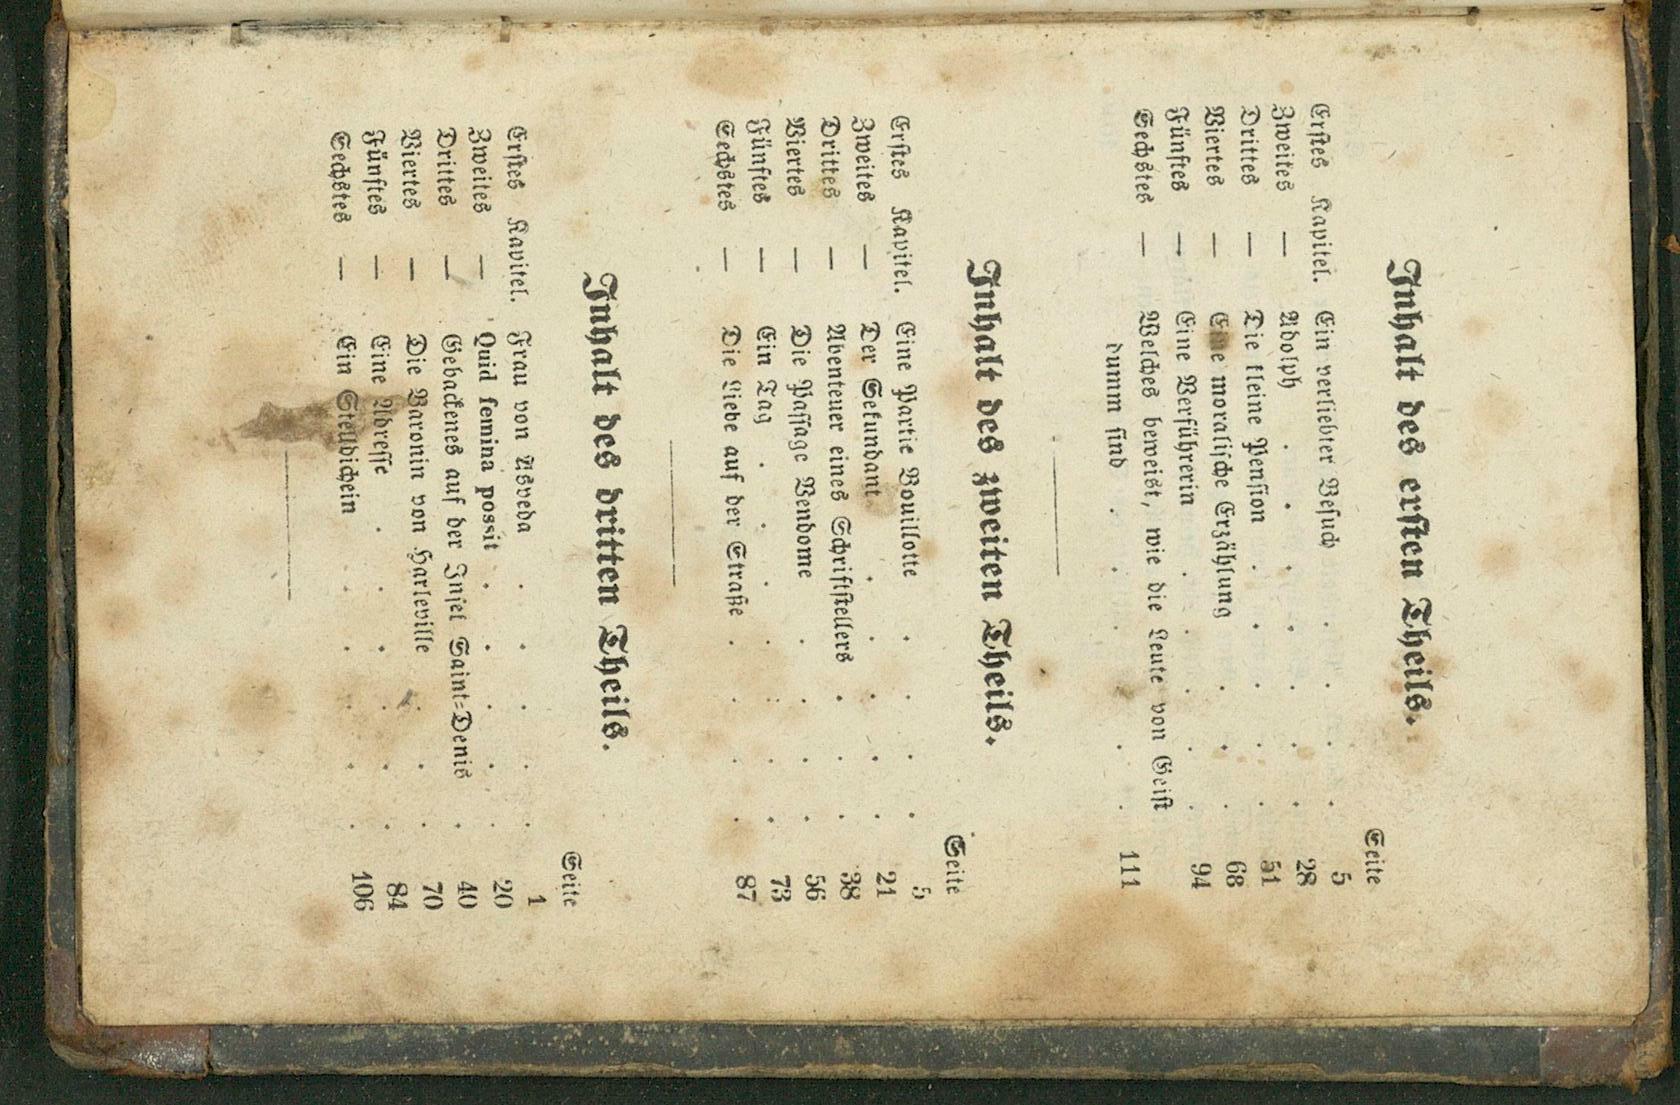 Inhalt des ersten Theils.
Seite
Erstes Kapitel. Ein verliebter Besuch . . . . 5
Zweites — Adolph . . . . . . 28
Drittes — Die kleine Pension . . . . 51
Viertes — Eine moralische Erzählung . . . 68
Fünftes — Eine Verführerin . . . . . 94
Sechstes — Welches beweist, wie die Leute von Geist
dumm sind . . . . . 111
Inhalt des zweiten Theils.
Seite
Erstes Kapitel. Eine Partie Bouillotte . . . . 5
Zweites — Der Sekundant . . . . . 21
Drittes — Abenteuer eines Schriftstellers . . . 38
Viertes — Die Passage Vendome . . . . 56
Fünftes — Ein Tag . . . . . . . 73
Sechstes — Die Liebe auf der Straße . . . . 87
Inhalt des dritten Theils.
Seite
Erstes Kapitel. Frau von Asveda . . . . . 1
Zweites — Quid femina possit . . . . . 20
Drittes — Gebackenes auf der Insel Saint=Denis . 40
Viertes — Die Baronin von Harleville . . . 70
Fünftes — Eine Adresse . . . . . . 84
Sechstes — Ein Stelldichein . . . . . 106